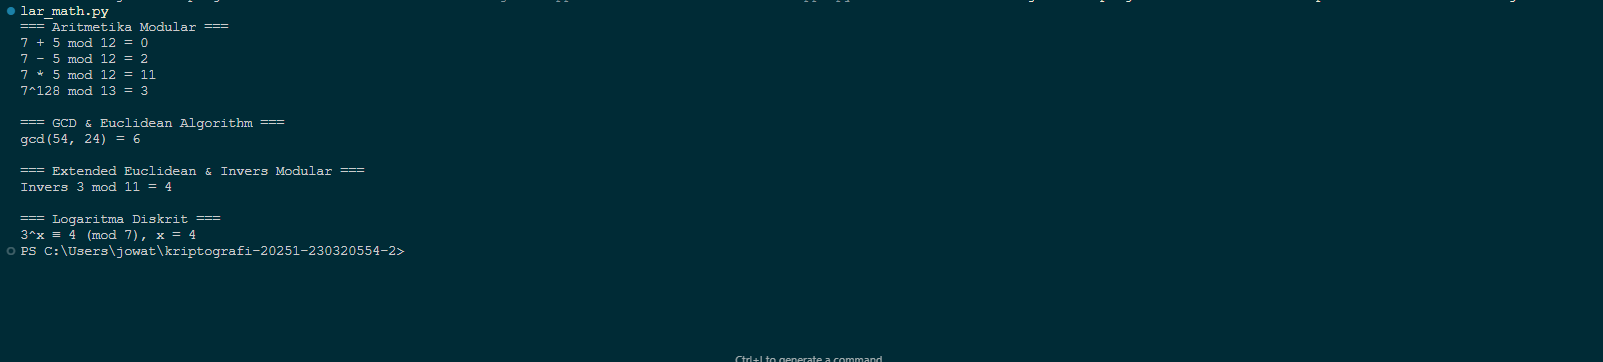 lar_math.py
=== Aritmetika Modular ===
7 + 5 mod 12 = 0
7 - 5 mod 12 = 2
7 * 5 mod 12 = 11
7^128 mod 13 = 3
=== GCD & Euclidean Algorithm ===
gcd(54, 24) = 6
=== Extended Euclidean & Invers Modular ===
Invers 3 mod 11 = 4
=== Logaritma Diskrit ===
3^x ≡ 4 (mod 7), x = 4
PS C:\Users\jowat\kriptografi-20251-230320554-2>
Ctrl+I to generate a command